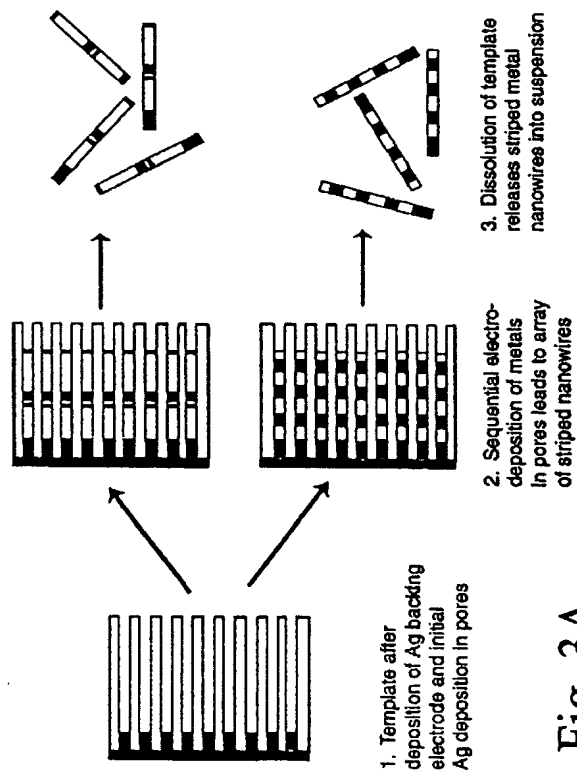 1. Template after
deposition of Ag backing
electrode and initial
Ag deposition in pores
2. Sequential electro-
deposition of metals
In pores leads to array
of striped nanowires
3. Dissolution of template
releases striped metal
nanowires into suspension
Fig. 3A